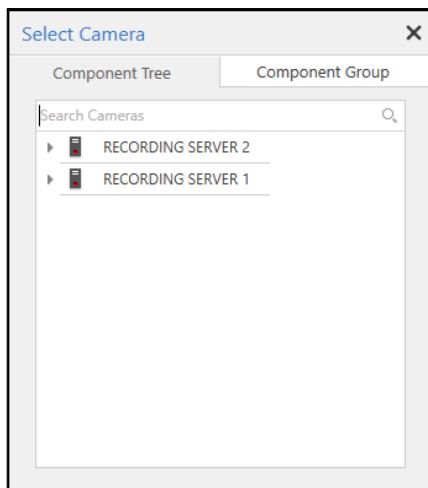 Select Camera
Component Tree
Component Group
Search Cameras
RECORDING SERVER 2
RECORDING SERVER 1